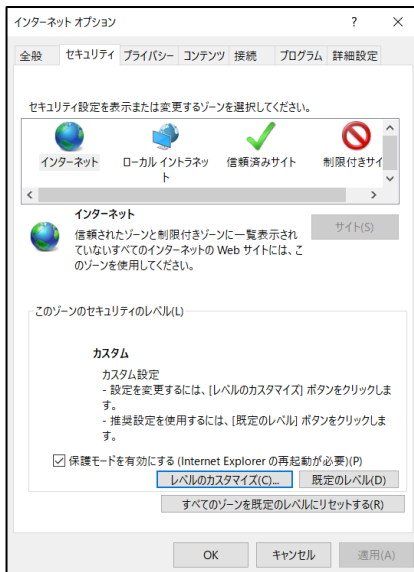 インターネット オプション
全般 セキュリティ プライバシー コンテンツ 接続 プログラム 詳細設定
セキュリティ設定を表示または変更するゾーンを選択してください。
インターネット ローカル イントラネッ 信頼済みサイト 制限付きサイ
ト
インターネット
サイト(S)
信頼されたゾーンと制限付きゾーンに一覧表示され
ていないすべてのインターネットの Web サイトには、こ
のゾーンを使用してください。
このゾーンのセキュリティのレベル(L)
カスタム
カスタム設定
- 設定を変更するには、[レベルのカスタマイズ] ボタンをクリックしま
す。
- 推奨設定を使用するには、[既定のレベル] ボタンをクリックしま
す。
保護モードを有効にする (Internet Explorer の再起動が必要)(P)
レベルのカスタマイズ(C)... 既定のレベル(D)
すべてのゾーンを既定のレベルにリセットする(R)
OK キャンセル 適用(A)